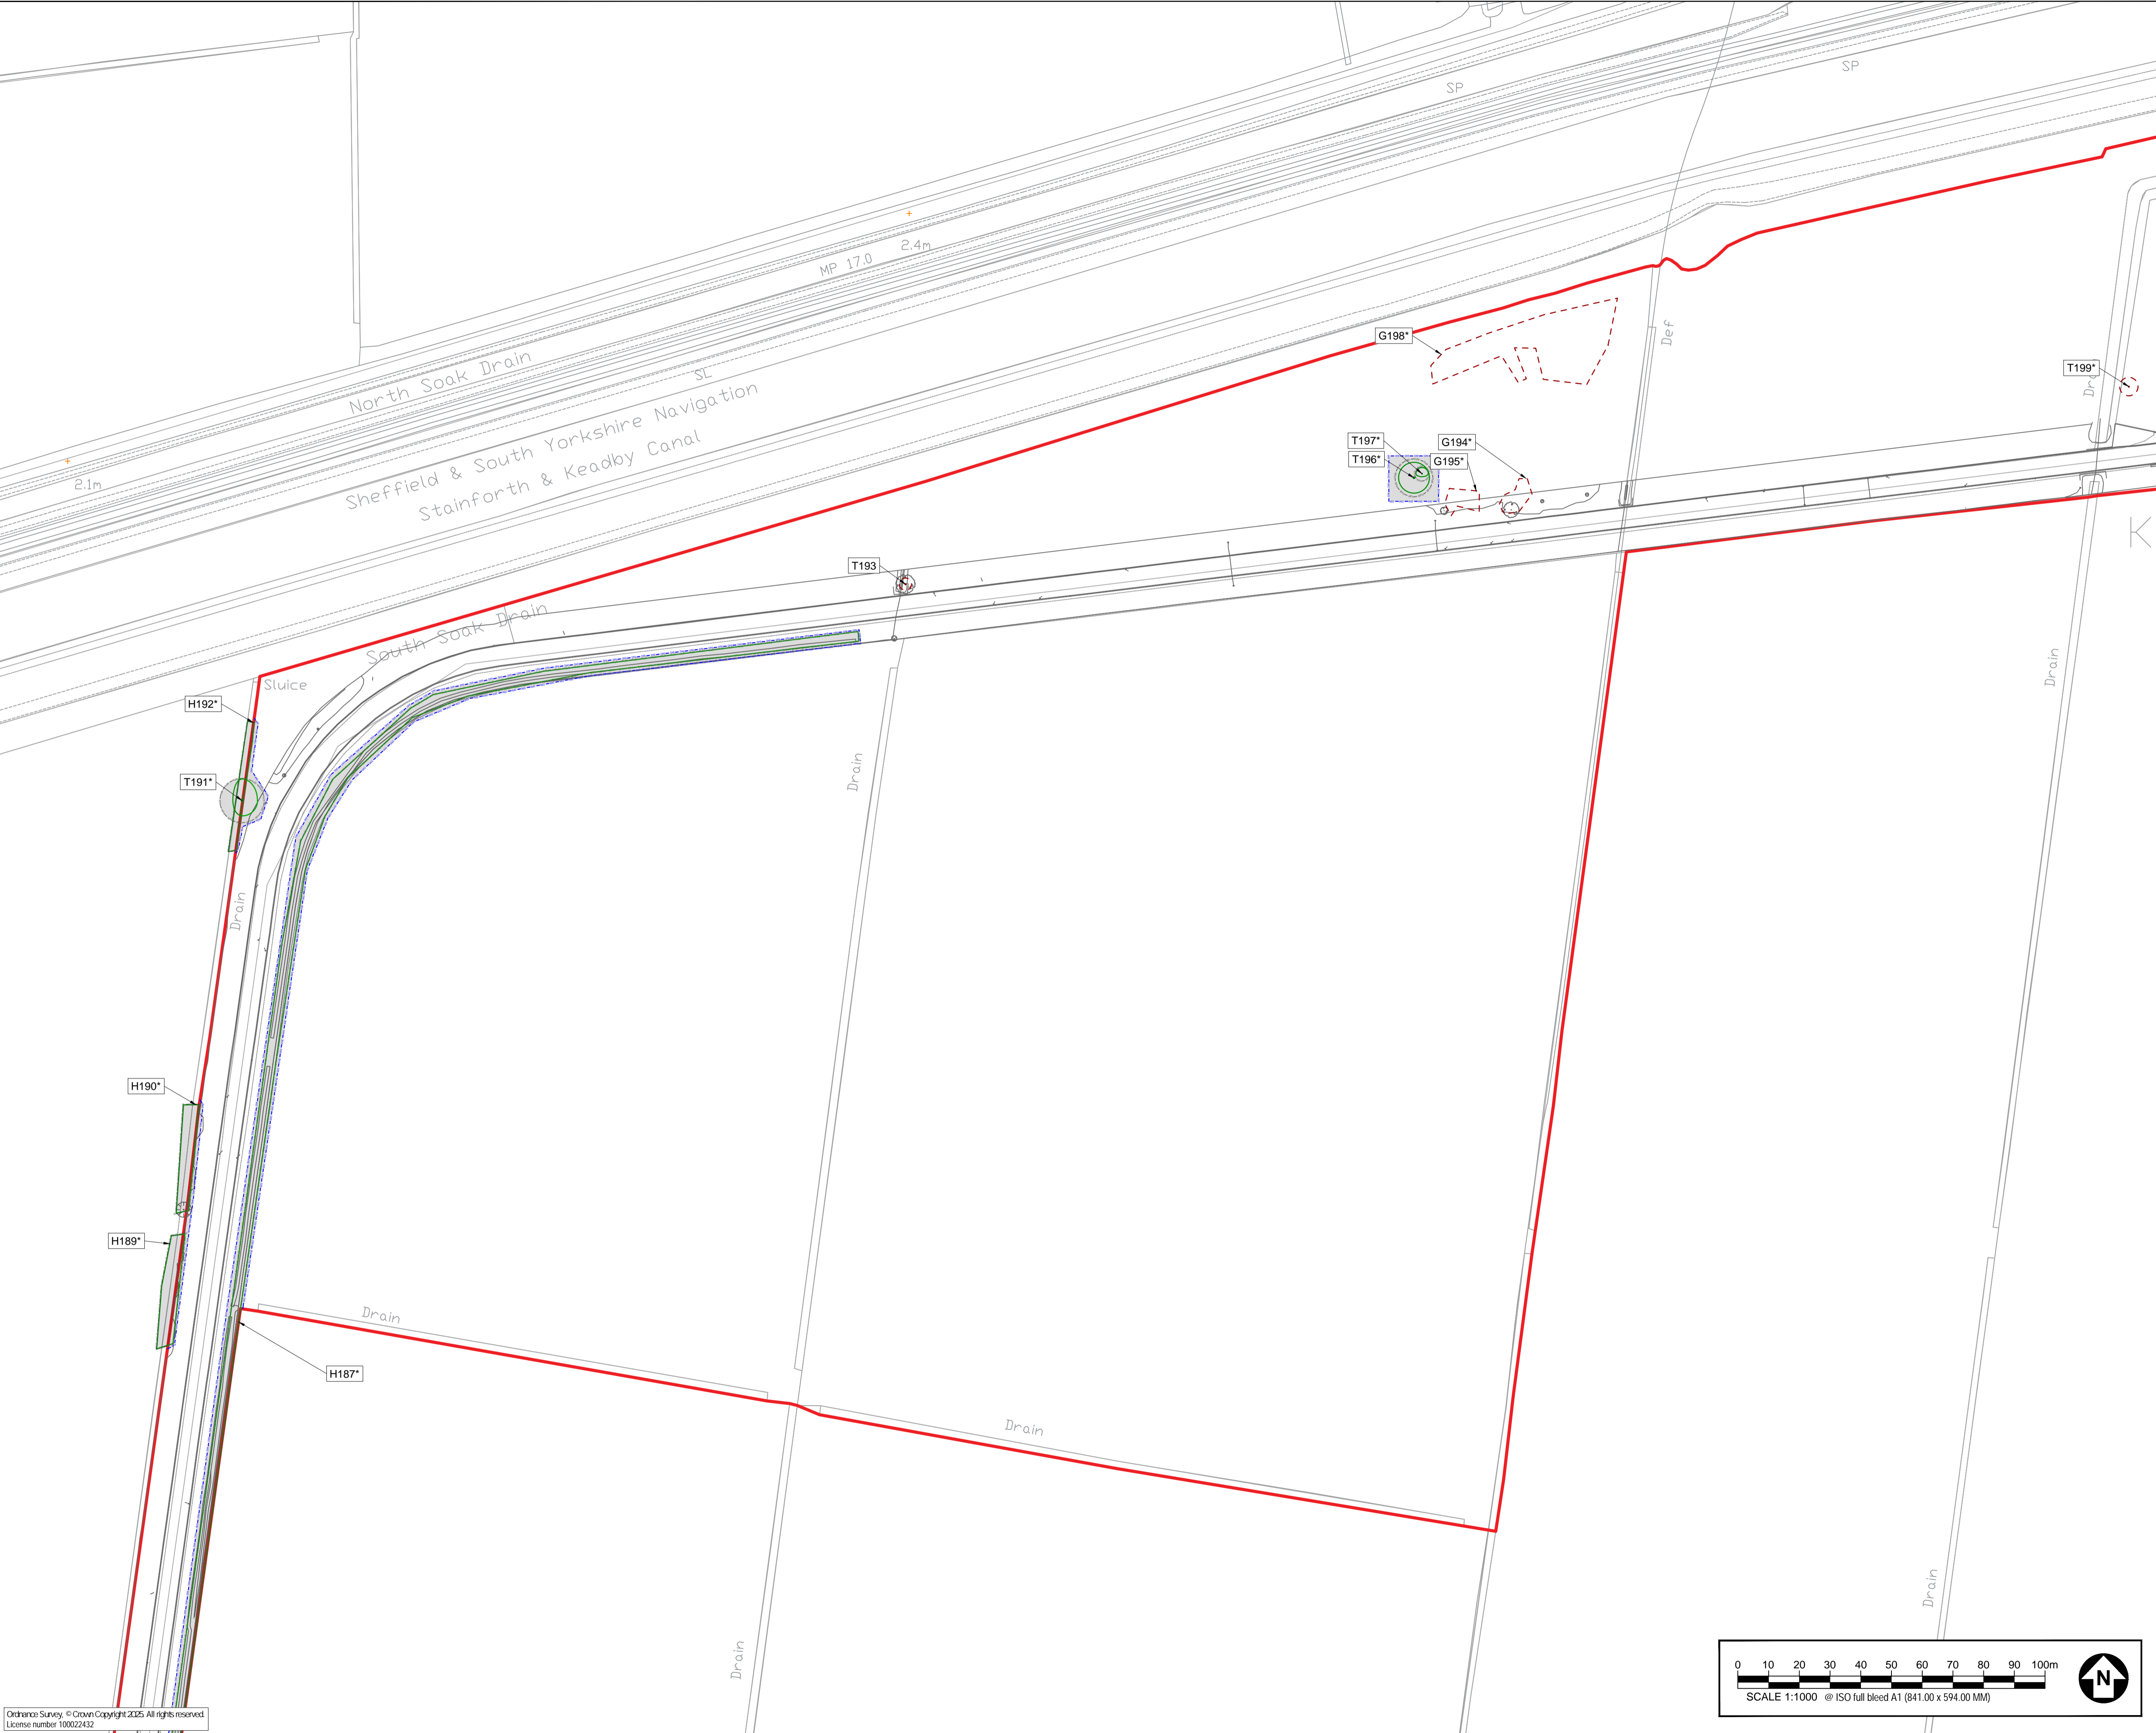 SP
SP
2.4m
MP 17.0
Def
G198*
T199*
North Soak Drain
SL
Sheffield & South Yorkshire Navigation
Stainforth & Keadby Canal
2.1m
T197*
G194*
T196*
G195*
K
T193
South Soak Drain
Sluice
H192*
T191*
Drain
Drain
Drain
H190*
H189*
Drain
H187*
Drain
Drain
Drain
0 10 20 30 40 50 60 70 80 90 100m
SCALE 1:1000 @ ISO full bleed A1 (841.00 x 594.00 MM)
N
Ordnance Survey, © Crown Copyright 2025. All rights reserved.
License number 100022432